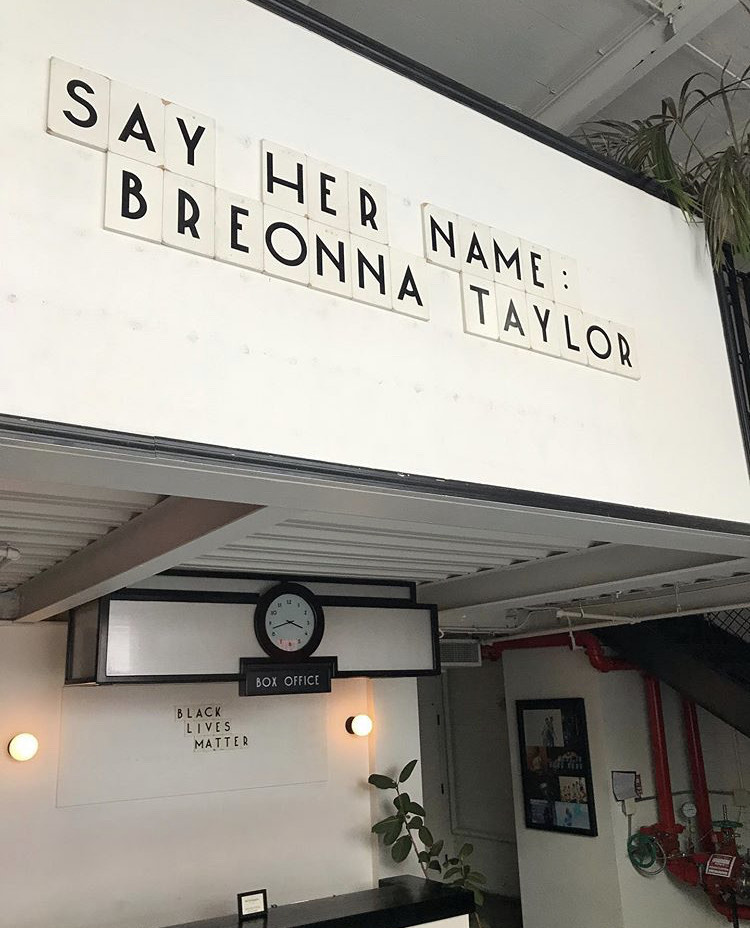 SAY HER NAME:
BREONNA TAYLOR
BOX OFFICE
BLACK
LIVES
MATTER